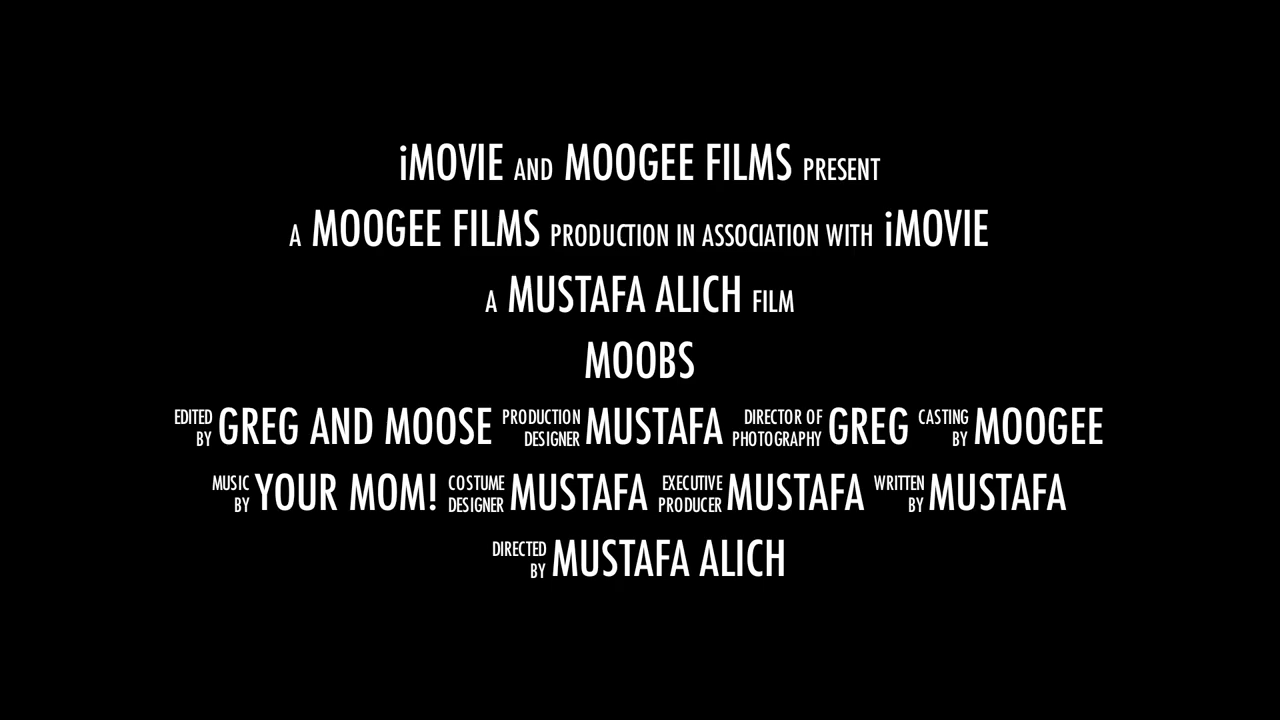 iMOVIE AND MOOGEE FILMS PRESENT
A MOOGEE FILMS PRODUCTION IN ASSOCIATION WITH iMOVIE
A MUSTAFA ALICH FILM
MOOBS
EDITED BY GREG AND MOOSE PRODUCTION DESIGNER MUSTAFA DIRECTOR OF PHOTOGRAPHY GREG CASTING BY MOOGEE
MUSIC BY YOUR MOM! COSTUME DESIGNER MUSTAFA EXECUTIVE PRODUCER MUSTAFA WRITTEN BY MUSTAFA
DIRECTED BY MUSTAFA ALICH